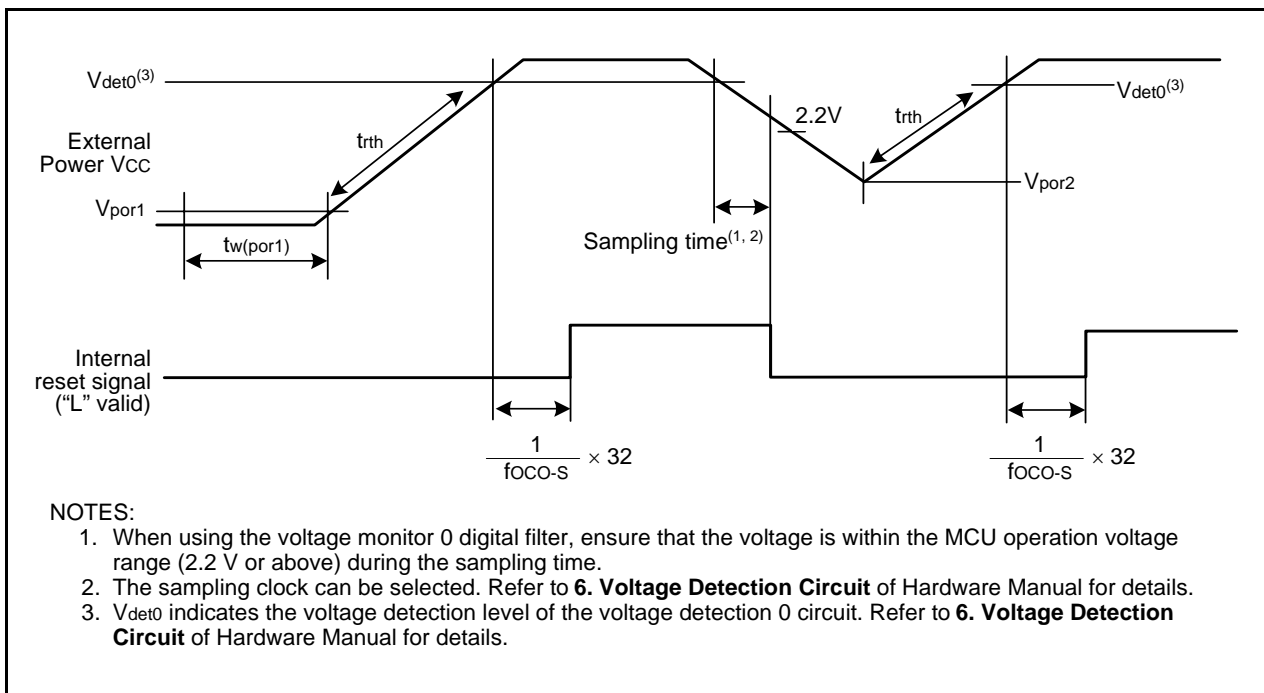 Vdet0(3)
External
Power VCC
Vpor1
tw(por1)
trth
Sampling time(1, 2)
2.2V
trth
Vdet0(3)
Vpor2
Internal
reset signal
(“L” valid)
1
fOCO-S
× 32
1
fOCO-S
× 32
NOTES:
1. When using the voltage monitor 0 digital filter, ensure that the voltage is within the MCU operation voltage
range (2.2 V or above) during the sampling time.
2. The sampling clock can be selected. Refer to 6. Voltage Detection Circuit of Hardware Manual for details.
3. Vdet0 indicates the voltage detection level of the voltage detection 0 circuit. Refer to 6. Voltage Detection
Circuit of Hardware Manual for details.